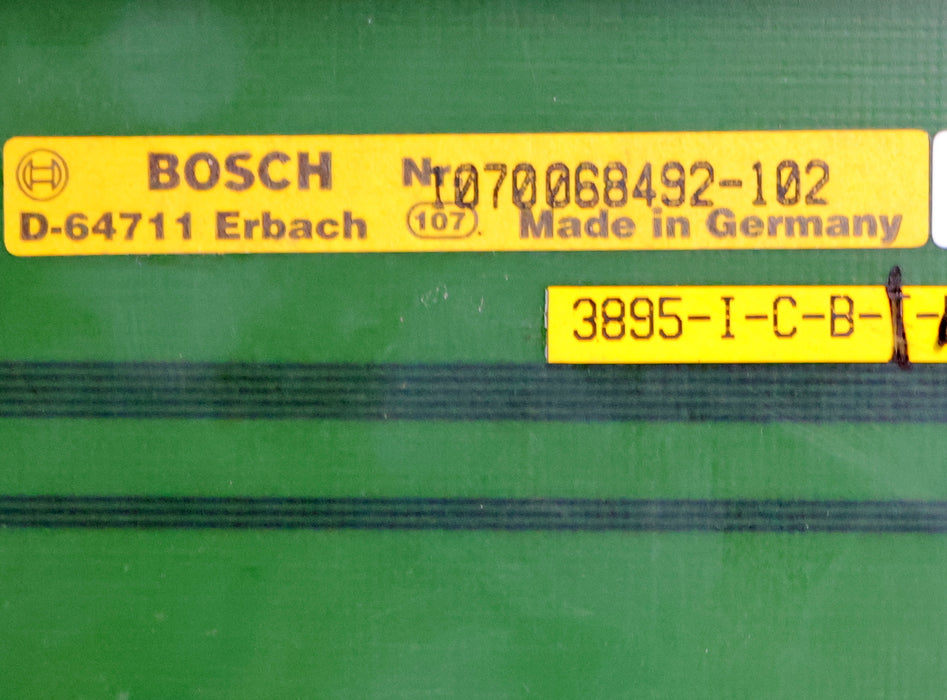 BOSCH Nr. 1070068492-102
D-64711 Erbach 107 Made in Germany
3895-I-C-B-